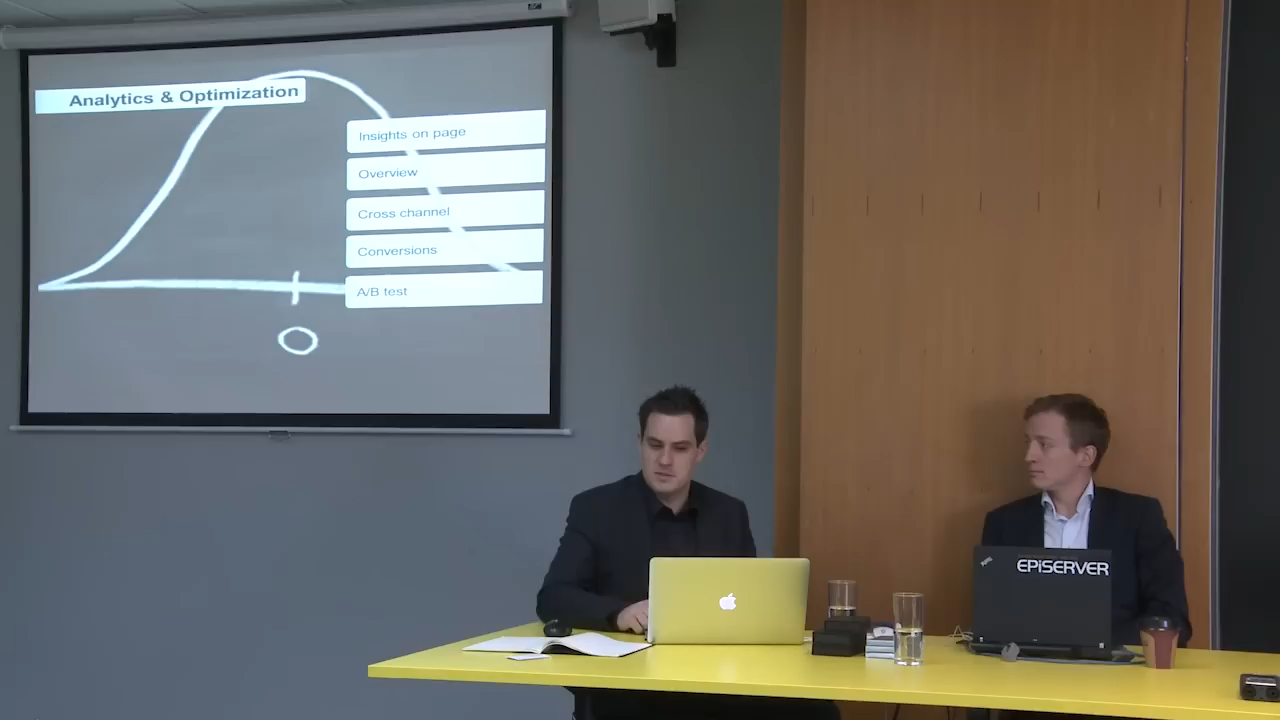 Analytics & Optimization
Insights on page
Overview
Cross channel
Conversions
A/B test
EPISERVER